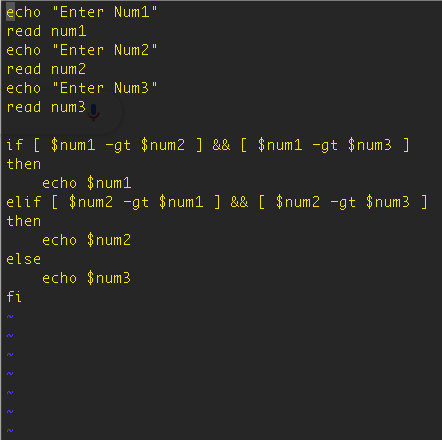 echo "Enter Num1"
read num1
echo "Enter Num2"
read num2
echo "Enter Num3"
read num3

if [ $num1 -gt $num2 ] && [ $num1 -gt $num3 ]
then
    echo $num1
elif [ $num2 -gt $num1 ] && [ $num2 -gt $num3 ]
then
    echo $num2
else
    echo $num3
fi
~
~
~
~
~
~
~